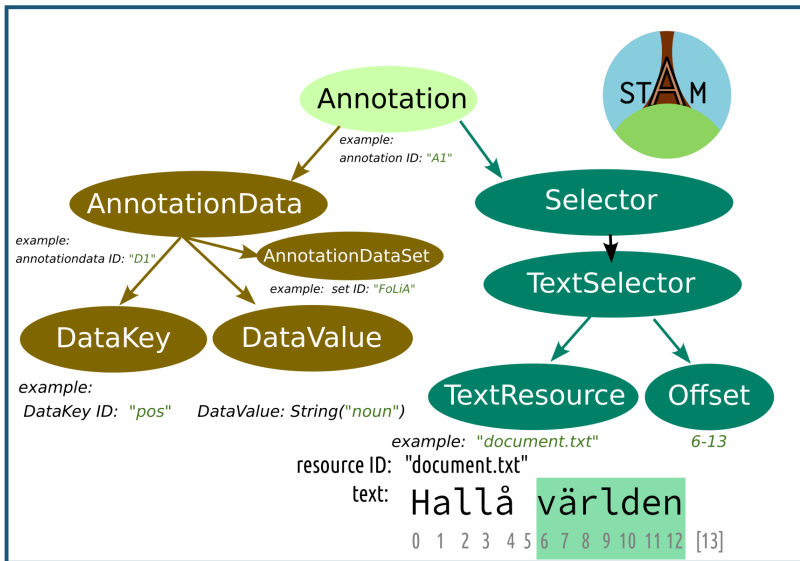 STAM
Annotation
example:
annotation ID: "A1"
AnnotationData
Selector
example:
annotationdata ID: "D1"
AnnotationDataSet
example: set ID: "FoLiA"
TextSelector
DataKey
DataValue
TextResource
Offset
example:
DataKey ID: "pos"
DataValue: String("noun")
example: "document.txt"
6-13
resource ID: "document.txt"
text: Hallå världen
0 1 2 3 4 5 6 7 8 9 10 11 12 [13]